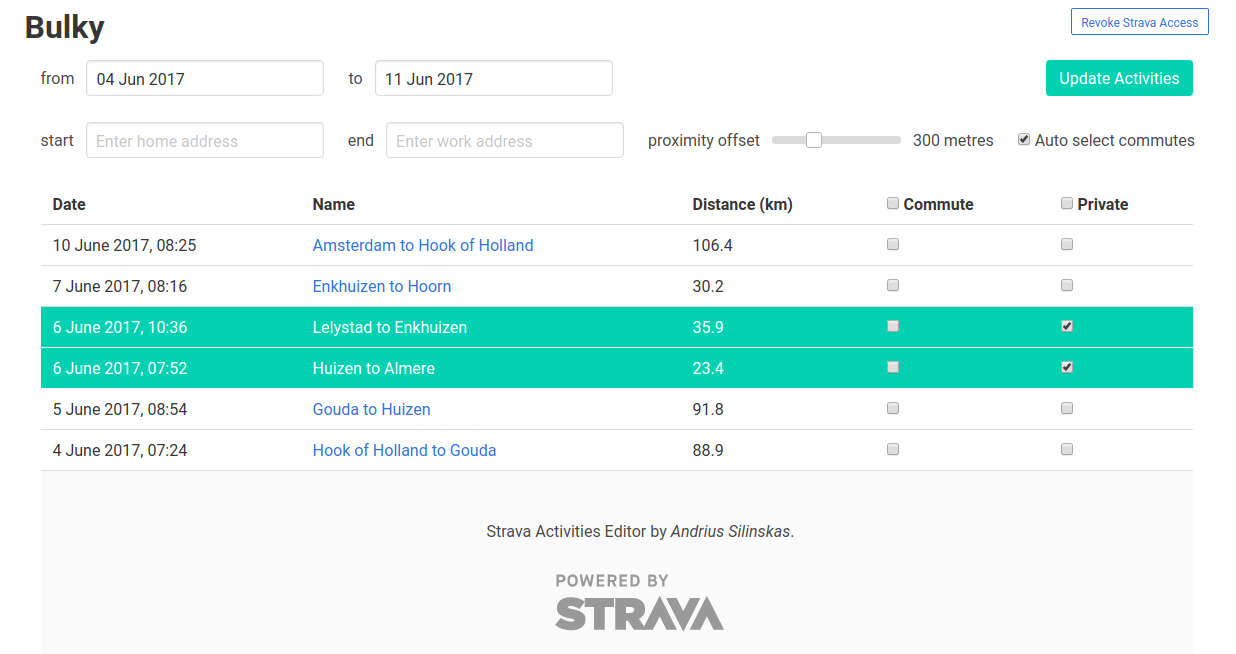 Bulky
Revoke Strava Access
from 04 Jun 2017 to 11 Jun 2017 Update Activities
start Enter home address end Enter work address proximity offset 300 metres Auto select commutes
Date Name Distance (km) Commute Private
10 June 2017, 08:25 Amsterdam to Hook of Holland 106.4
7 June 2017, 08:16 Enkhuizen to Hoorn 30.2
6 June 2017, 10:36 Lelystad to Enkhuizen 35.9
6 June 2017, 07:52 Huizen to Almere 23.4
5 June 2017, 08:54 Gouda to Huizen 91.8
4 June 2017, 07:24 Hook of Holland to Gouda 88.9
Strava Activities Editor by Andrius Silinskas.
POWERED BY
STRAVA